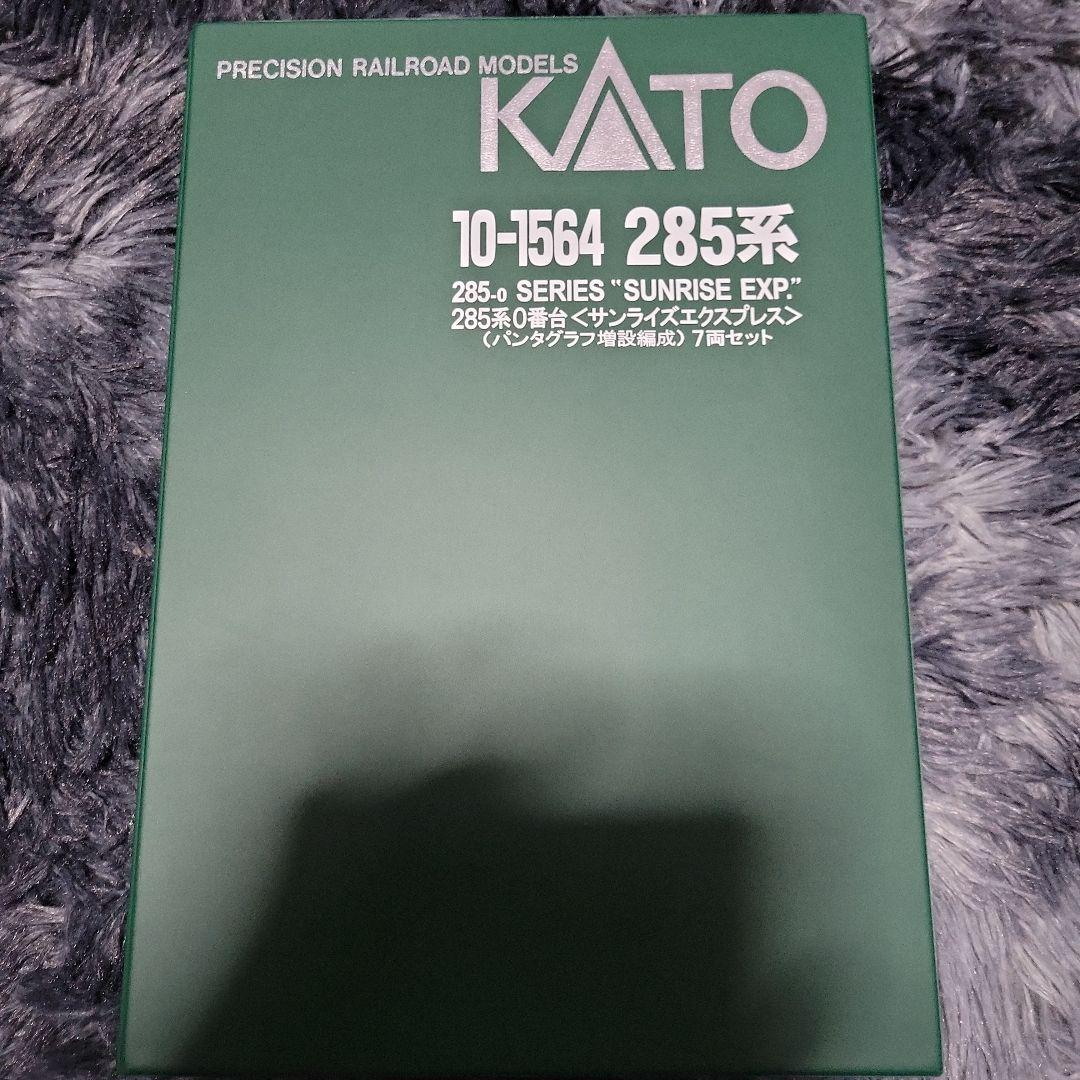 PRECISION RAILROAD MODELS
KATO
10-1564 285系
285-0 SERIES “SUNRISE EXP.”
285系0番台<サンライズエクスプレス>
(パンタグラフ増設編成) 7両セット